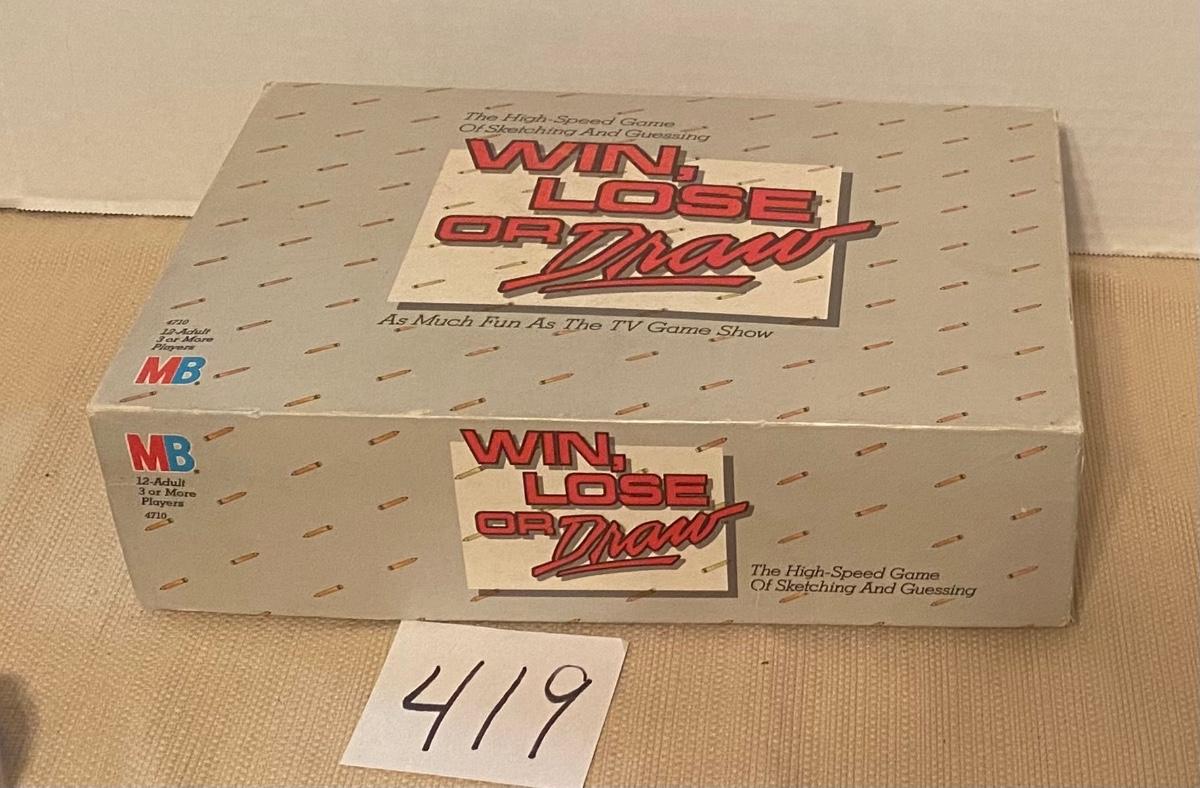 The High-Speed Game
Of Sketching And Guessing
WIN,
LOSE
OR Draw
As Much Fun As The TV Game Show
4710
12-Adult
3 or More
Players
MB
MB
12-Adult
3 or More
Players
4710
WIN,
LOSE
OR Draw
The High-Speed Game
Of Sketching And Guessing
419